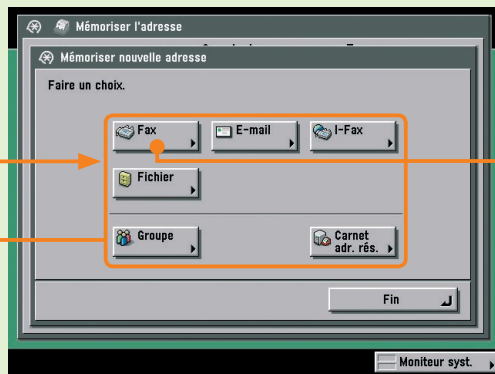 Mémoriser l'adresse
Mémoriser nouvelle adresse
Faire un choix.
Fax
E-mail
I-Fax
Fichier
Groupe
Carnet
adr. rés.
Fin
Moniteur syst.